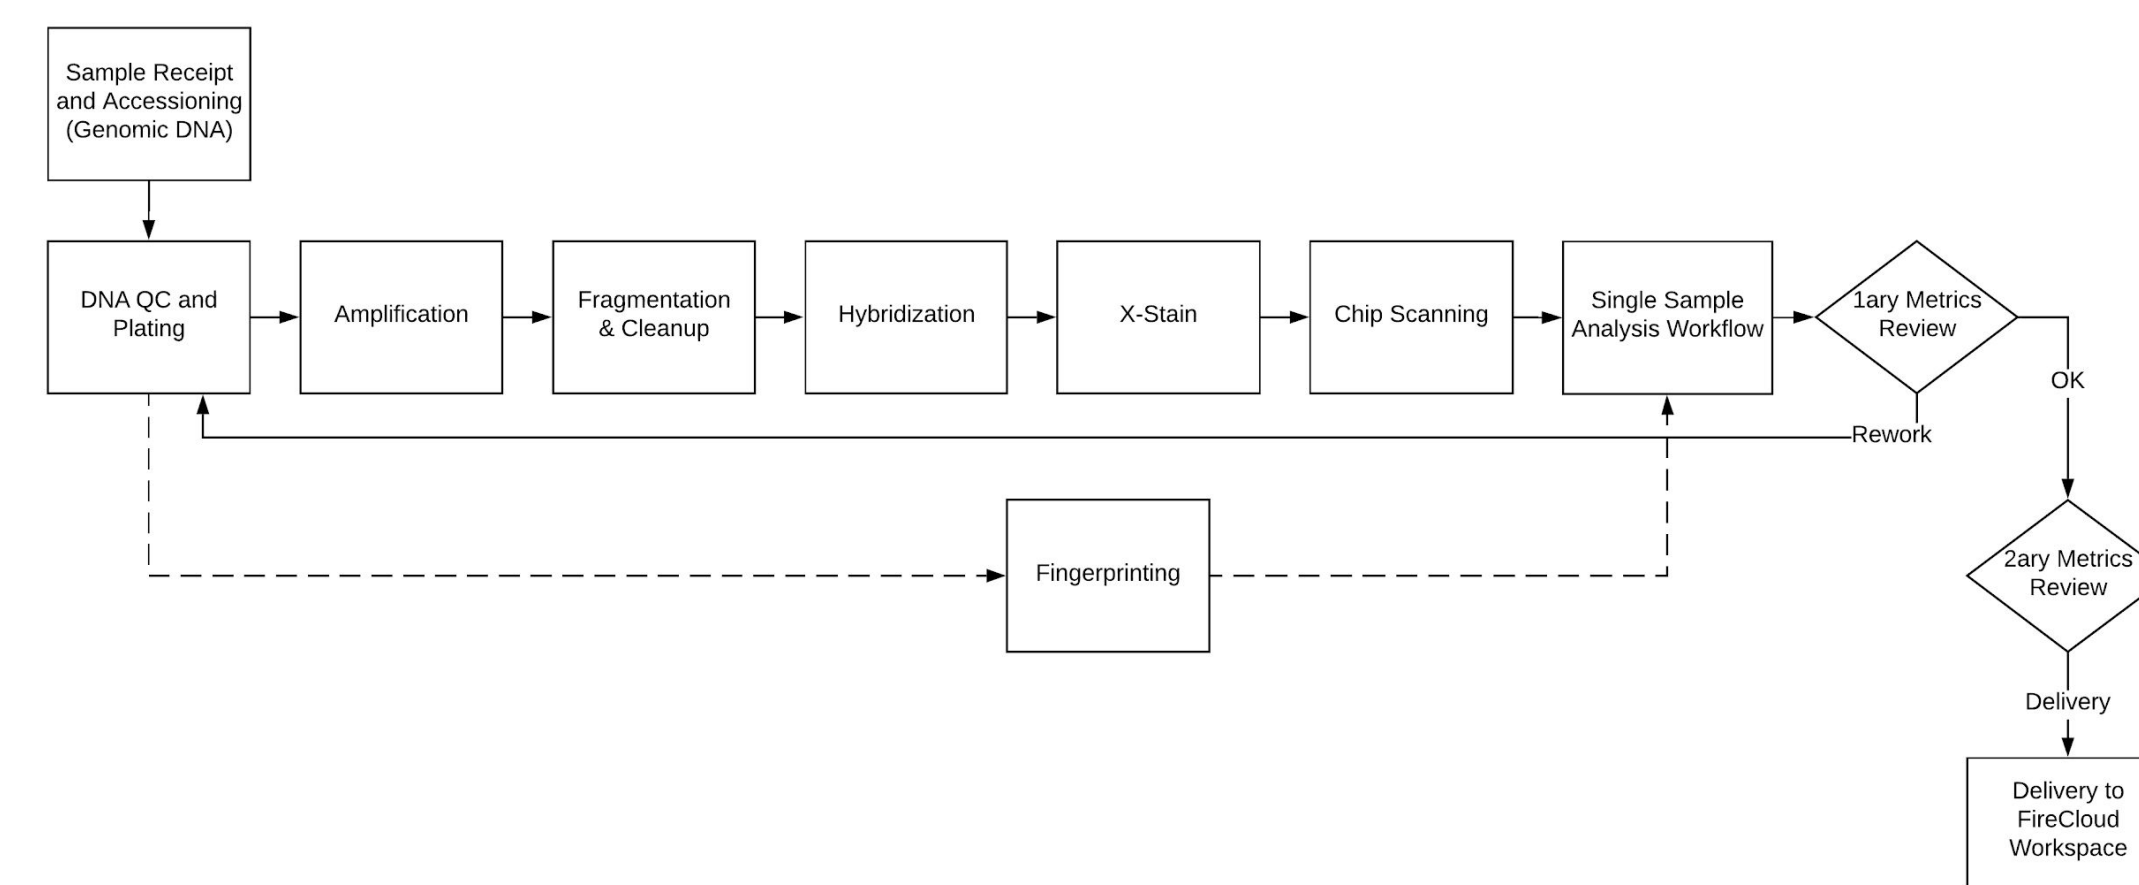 Sample Receipt
and Accessioning
(Genomic DNA)
DNA QC and
Plating
Amplification
Fragmentation
& Cleanup
Hybridization
X-Stain
Chip Scanning
Single Sample
Analysis Workflow
1ary Metrics
Review
OK
Rework
Fingerprinting
2ary Metrics
Review
Delivery
Delivery to
FireCloud
Workspace